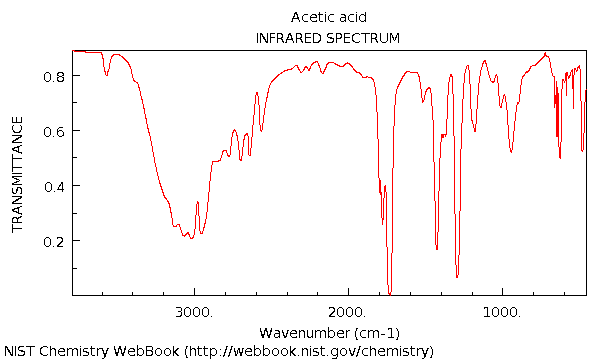 Acetic acid
INFRARED SPECTRUM
TRANSMITTANCE
0.8
0.6
0.4
0.2
3000. 2000. 1000.
Wavenumber (cm-1)
NIST Chemistry WebBook (http://webbook.nist.gov/chemistry)